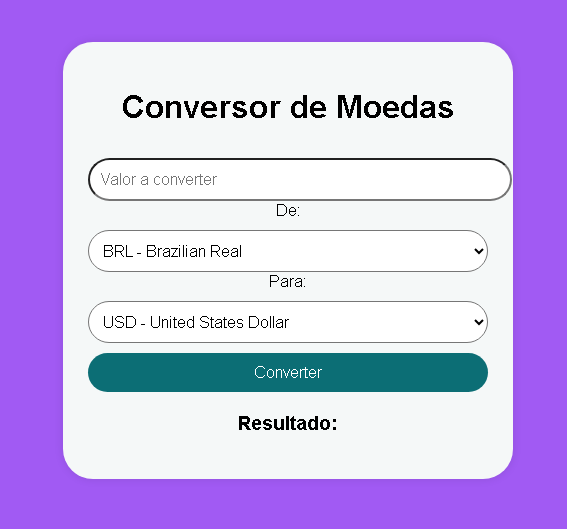 Conversor de Moedas
Valor a converter
De:
BRL - Brazilian Real
Para:
USD - United States Dollar
Converter
Resultado: